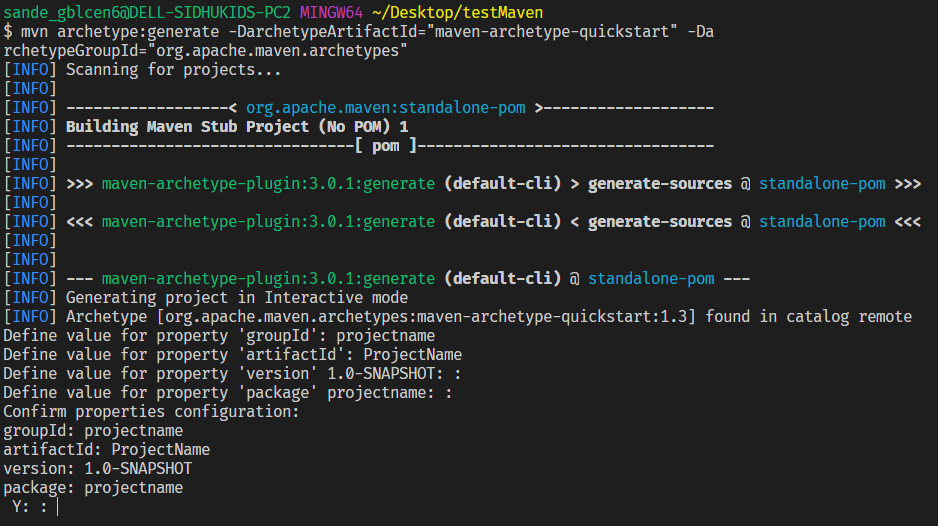 sande_gblcen6@DELL-SIDHUKIDS-PC2 MINGW64 ~/Desktop/testMaven
$ mvn archetype:generate -DarchetypeArtifactId="maven-archetype-quickstart" -Da
rchetypeGroupId="org.apache.maven.archetypes"
[INFO] Scanning for projects...
[INFO]
[INFO] ------------------< org.apache.maven:standalone-pom >-------------------
[INFO] Building Maven Stub Project (No POM) 1
[INFO] --------------------------------[ pom ]---------------------------------
[INFO]
[INFO] >>> maven-archetype-plugin:3.0.1:generate (default-cli) > generate-sources @ standalone-pom >>>
[INFO]
[INFO] <<< maven-archetype-plugin:3.0.1:generate (default-cli) < generate-sources @ standalone-pom <<<
[INFO]
[INFO]
[INFO] --- maven-archetype-plugin:3.0.1:generate (default-cli) @ standalone-pom ---
[INFO] Generating project in Interactive mode
[INFO] Archetype [org.apache.maven.archetypes:maven-archetype-quickstart:1.3] found in catalog remote
Define value for property 'groupId': projectname
Define value for property 'artifactId': ProjectName
Define value for property 'version' 1.0-SNAPSHOT: :
Define value for property 'package' projectname: :
Confirm properties configuration:
groupId: projectname
artifactId: ProjectName
version: 1.0-SNAPSHOT
package: projectname
 Y: :